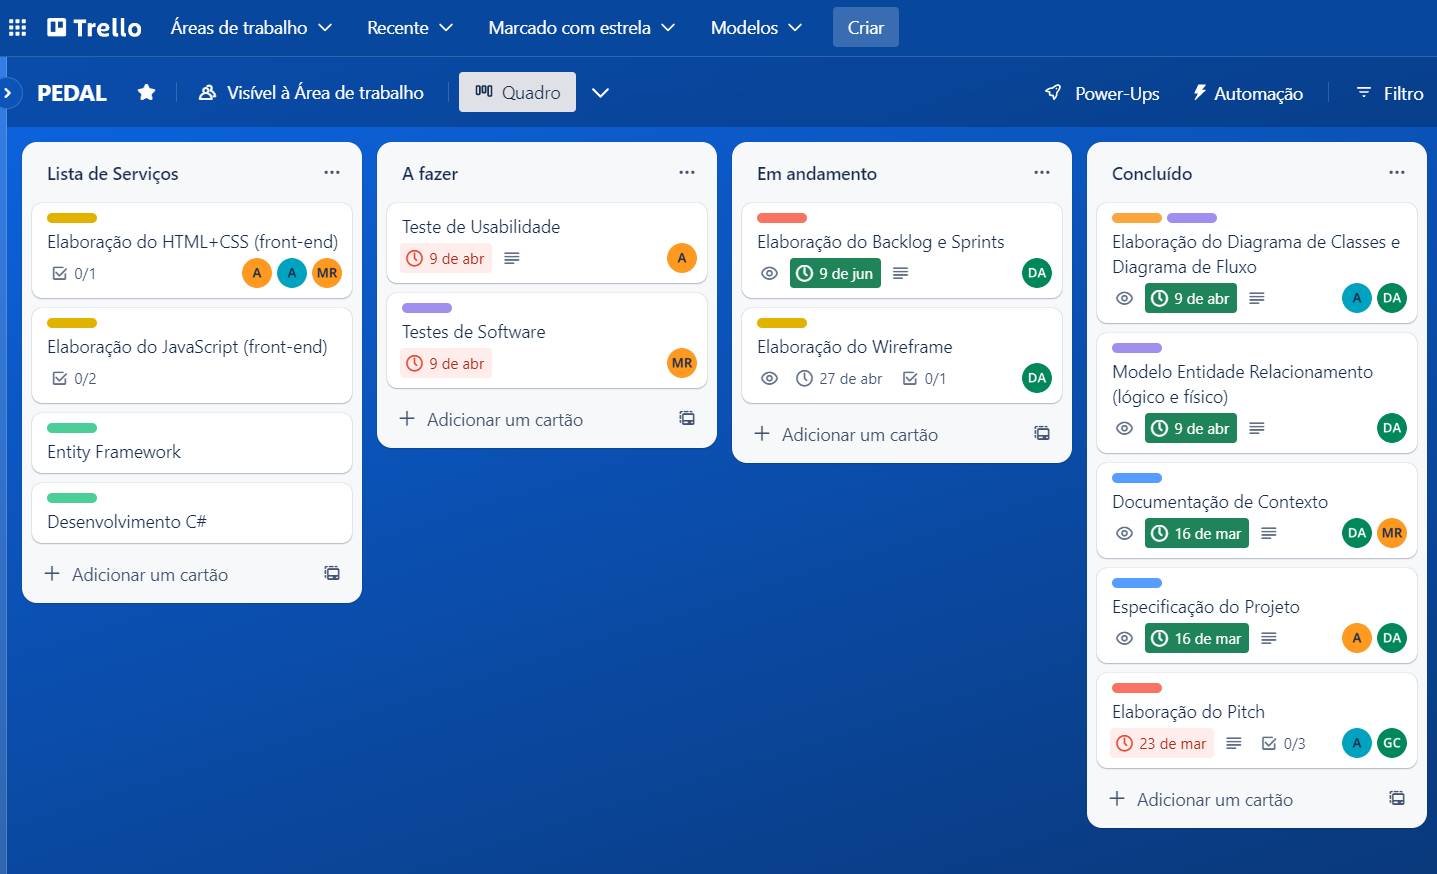 Trello Áreas de trabalho Recente Marcado com estrela Modelos Criar
PEDAL Visível à Área de trabalho Quadro Power-Ups Automação Filtro
Lista de Serviços
Elaboração do HTML+CSS (front-end)
0/1 A A MR
Elaboração do JavaScript (front-end)
0/2
Entity Framework
Desenvolvimento C#
Adicionar um cartão
A fazer
Teste de Usabilidade
9 de abr A
Testes de Software
9 de abr MR
Adicionar um cartão
Em andamento
Elaboração do Backlog e Sprints
9 de jun DA
Elaboração do Wireframe
27 de abr 0/1 DA
Adicionar um cartão
Concluído
Elaboração do Diagrama de Classes e
Diagrama de Fluxo
9 de abr A DA
Modelo Entidade Relacionamento
(lógico e físico)
9 de abr DA
Documentação de Contexto
16 de mar DA MR
Especificação do Projeto
16 de mar A DA
Elaboração do Pitch
23 de mar 0/3 A GC
Adicionar um cartão